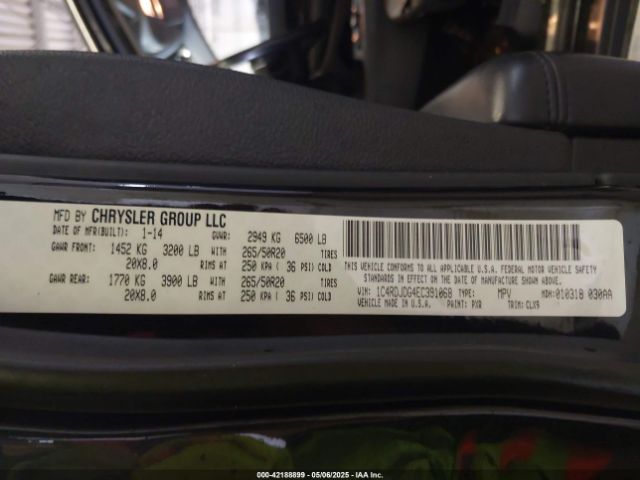 MFD BY CHRYSLER GROUP LLC
DATE OF MFR(BUILT): 1-14 GVWR: 2949 KG 6500 LB
GAWR FRONT: 1452 KG 3200 LB WITH 265/50R20 TIRES
20X8.0 RIMS AT 250 KPA ( 36 PSI) COLD
GAWR REAR: 1770 KG 3900 LB WITH 265/50R20 TIRES
20X8.0 RIMS AT 250 KPA ( 36 PSI) COLD
THIS VEHICLE CONFORMS TO ALL APPLICABLE U.S.A. FEDERAL MOTOR VEHICLE SAFETY
STANDARDS IN EFFECT ON THE DATE OF MANUFACTURE SHOWN ABOVE.
VIN: 1C4RDJDG4EC391068 TYPE: MPV MDH: 010318 030AA
VEHICLE MADE IN U.S.A. PAINT: PXR TRIM: CLX9
000-42188899 - 05/06/2025 - IAA Inc.